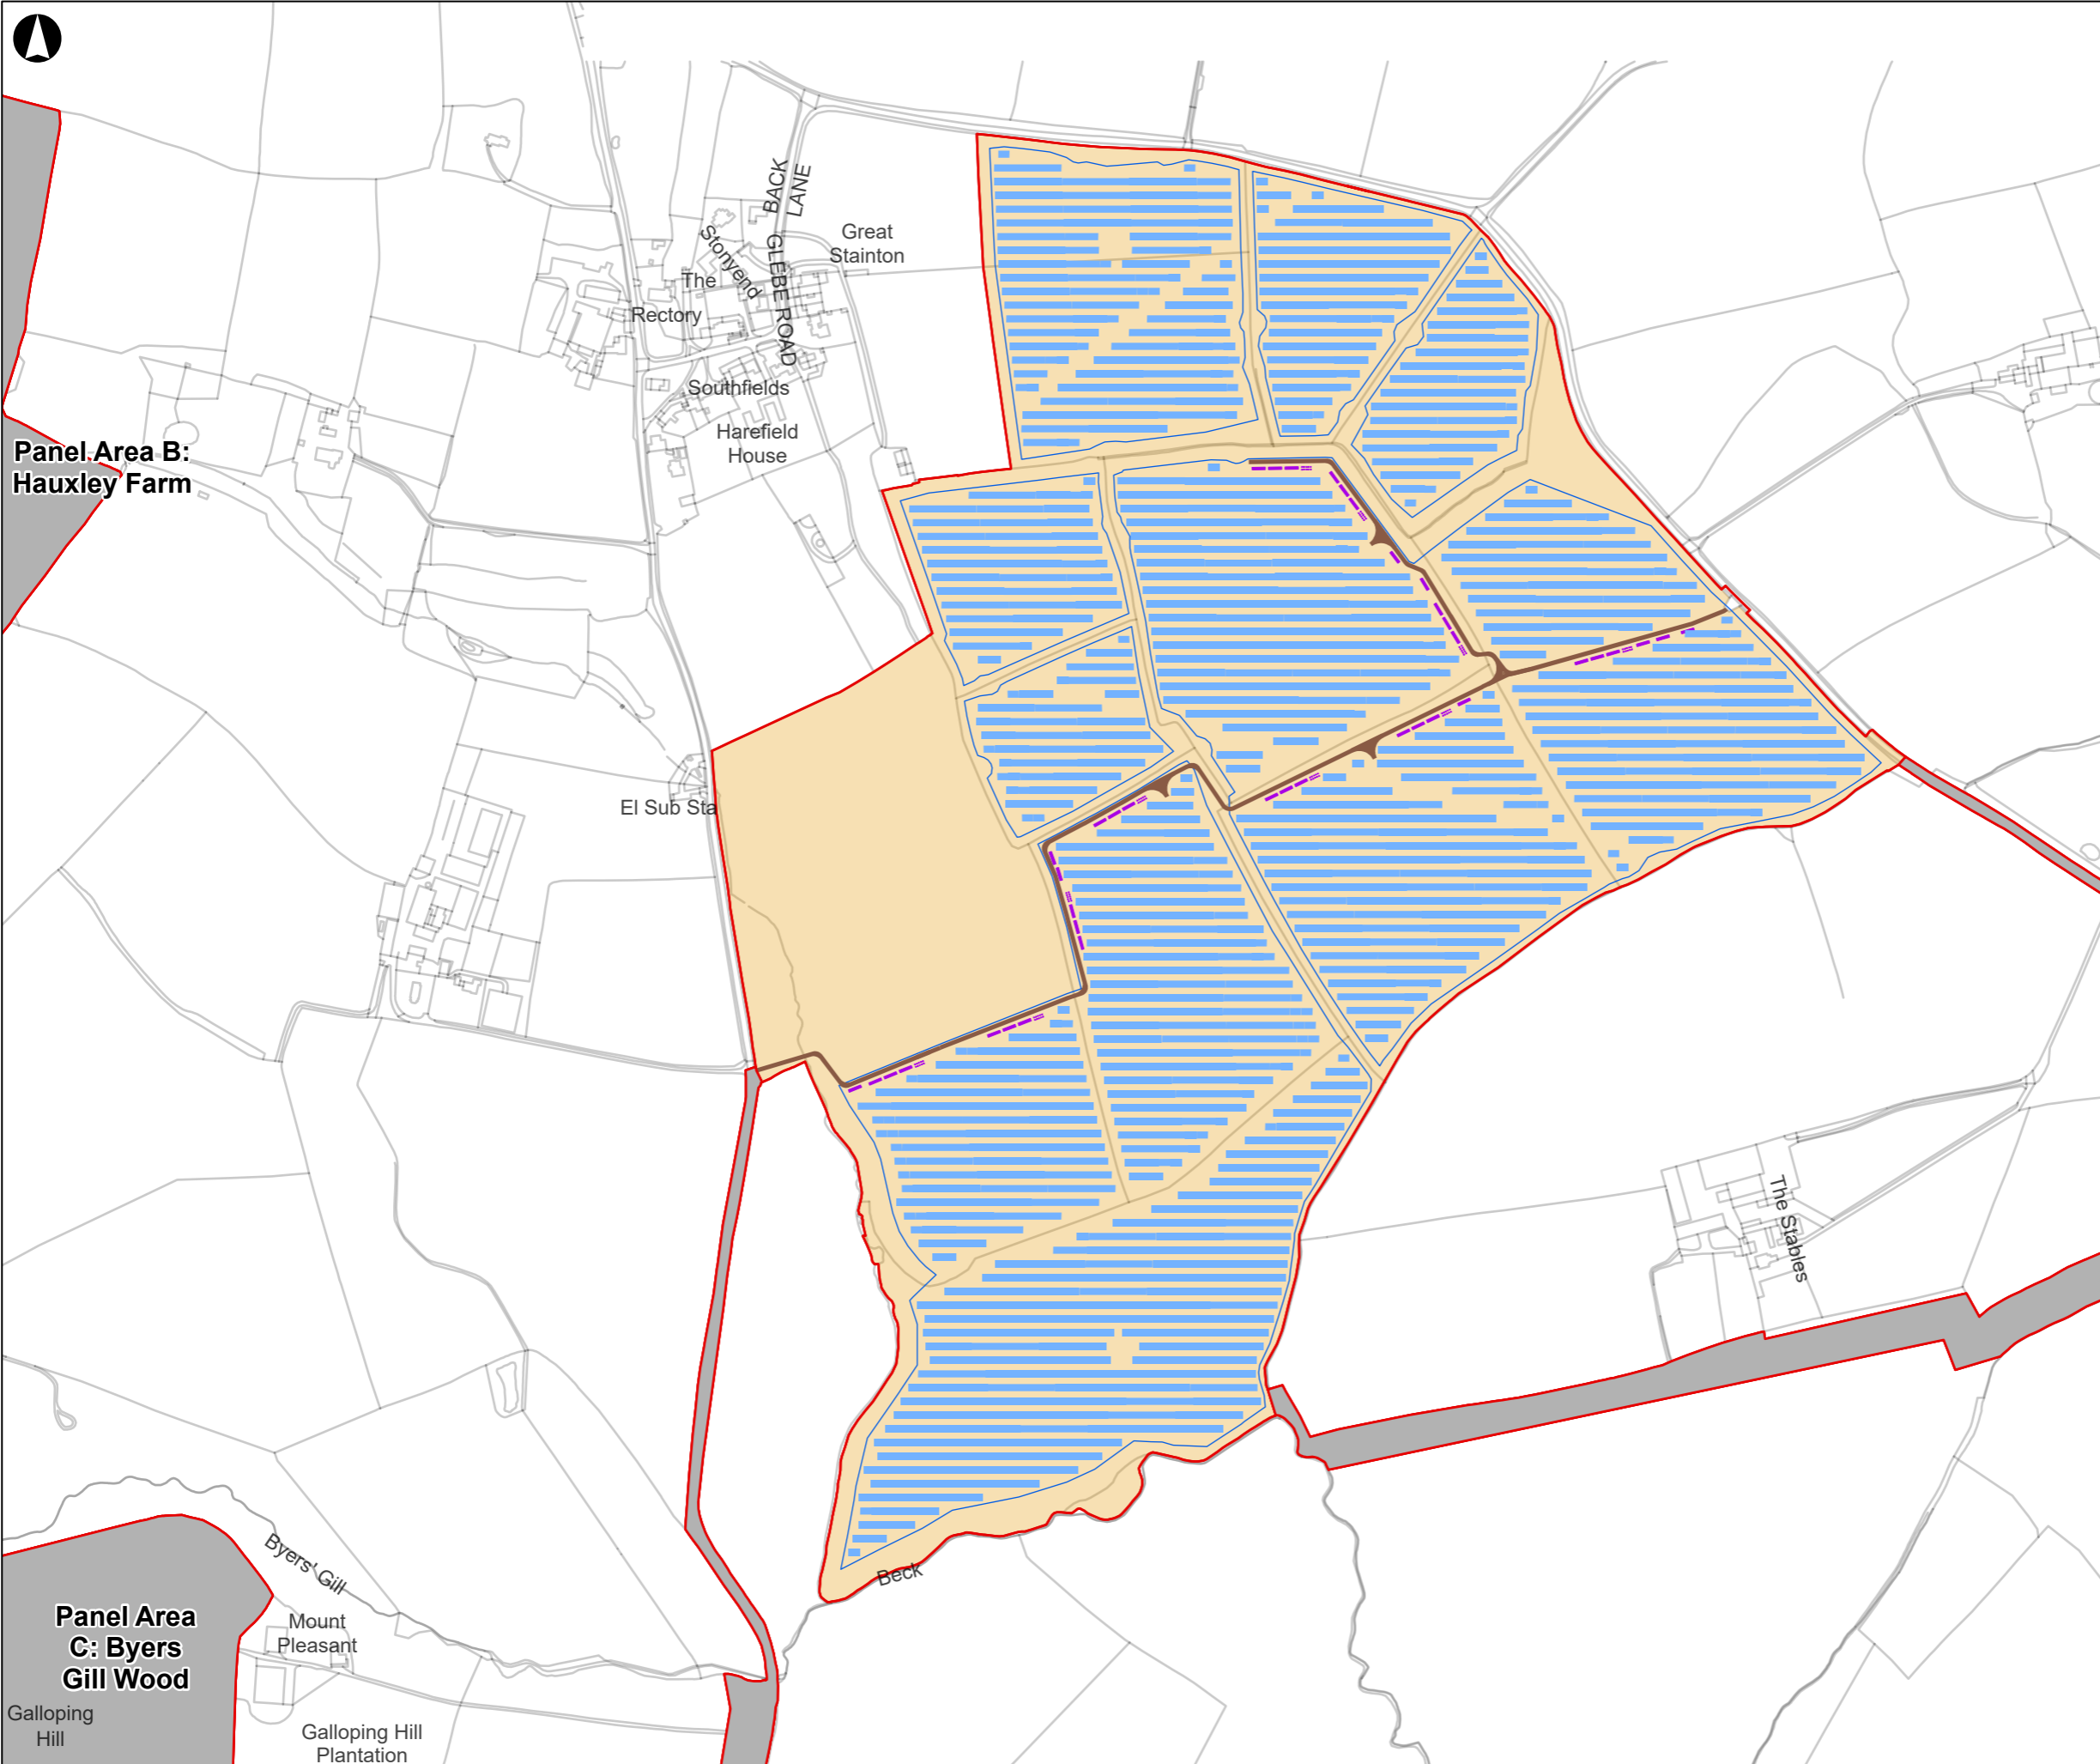 BACK
LANE
Great
Stainton
Stonyend
GLEBE ROAD
The
Rectory
Southfields
Harefield
House
Panel Area B:
Hauxley Farm
El Sub Sta
The Stables
Byers' Gill
Beck
Panel Area
C: Byers
Gill Wood
Mount
Pleasant
Galloping
Hill
Galloping Hill
Plantation